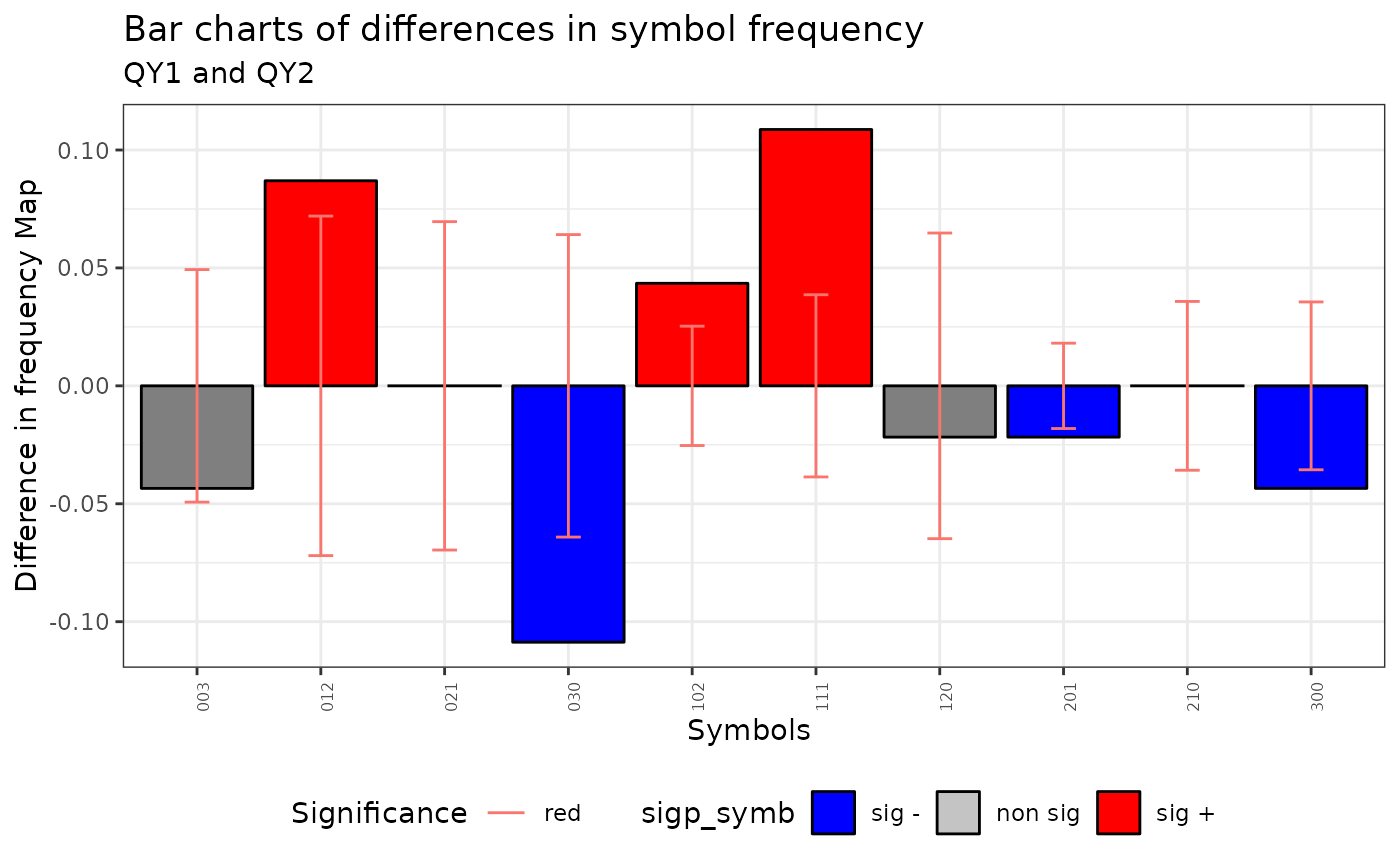 Bar charts of differences in symbol frequency
QY1 and QY2
Difference in frequency Map
0.10
0.05
0.00
-0.05
-0.10
003 012 021 030 102 111 120 201 210 300
Symbols
Significance red sigp_symb sig - non sig sig +